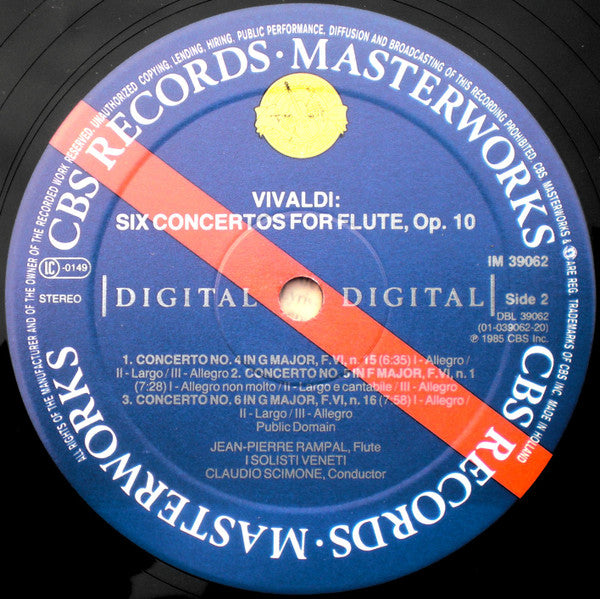 ALL RIGHTS OF THE MANUFACTURER AND OF THE OWNER OF THE RECORDED WORK RESERVED. UNAUTHORIZED COPYING, LENDING, HIRING, PUBLIC PERFORMANCE, DIFFUSION AND BROADCASTING OF THIS RECORDING PROHIBITED. CBS, MASTERWORKS & ARE REG. TRADEMARKS OF CBS INC. MADE IN HOLLAND
CBS RECORDS · MASTERWORKS
CBS RECORDS · MASTERWORKS
VIVALDI:
SIX CONCERTOS FOR FLUTE, Op. 10
IM 39062
LC -0149
STEREO
DIGITAL DIGITAL
Side 2
DBL 39062
(01-039062-20)
℗ 1985 CBS Inc.
1. CONCERTO NO. 4 IN G MAJOR, F.VI, n. 15 (6:35) I - Allegro /
II - Largo / III - Allegro 2. CONCERTO NO. 5 IN F MAJOR, F.VI, n. 1
(7:28) I - Allegro non molto / II - Largo e cantabile / III - Allegro
3. CONCERTO NO. 6 IN G MAJOR, F.VI, n. 16 (7:58) I - Allegro /
II - Largo / III - Allegro
Public Domain
JEAN-PIERRE RAMPAL, Flute
I SOLISTI VENETI
CLAUDIO SCIMONE, Conductor